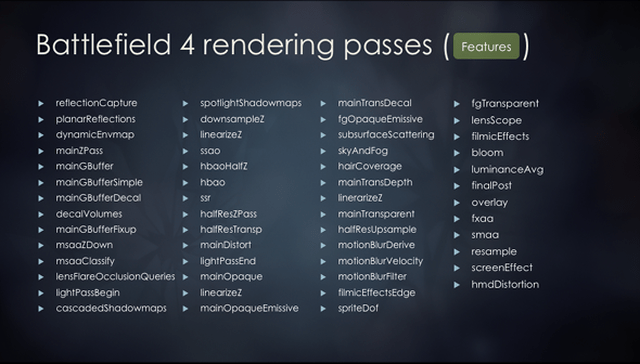 Battlefield 4 rendering passes ( Features )
reflectionCapture
planarReflections
dynamicEnvmap
mainZPass
mainGBuffer
mainGBufferSimple
mainGBufferDecal
decalVolumes
mainGBufferFixup
msaaZDown
msaaClassify
lensFlareOcclusionQueries
lightPassBegin
cascadedShadowmaps
spotlightShadowmaps
downsampleZ
linearizeZ
ssao
hbaoHalfZ
hbao
ssr
halfResZPass
halfResTransp
mainDistort
lightPassEnd
mainOpaque
linearizeZ
mainOpaqueEmissive
mainTransDecal
fgOpaqueEmissive
subsurfaceScattering
skyAndFog
hairCoverage
mainTransDepth
linerarizeZ
mainTransparent
halfResUpsample
motionBlurDerive
motionBlurVelocity
motionBlurFilter
filmicEffectsEdge
spriteDof
fgTransparent
lensScope
filmicEffects
bloom
luminanceAvg
finalPost
overlay
fxaa
smaa
resample
screenEffect
hmdDistortion